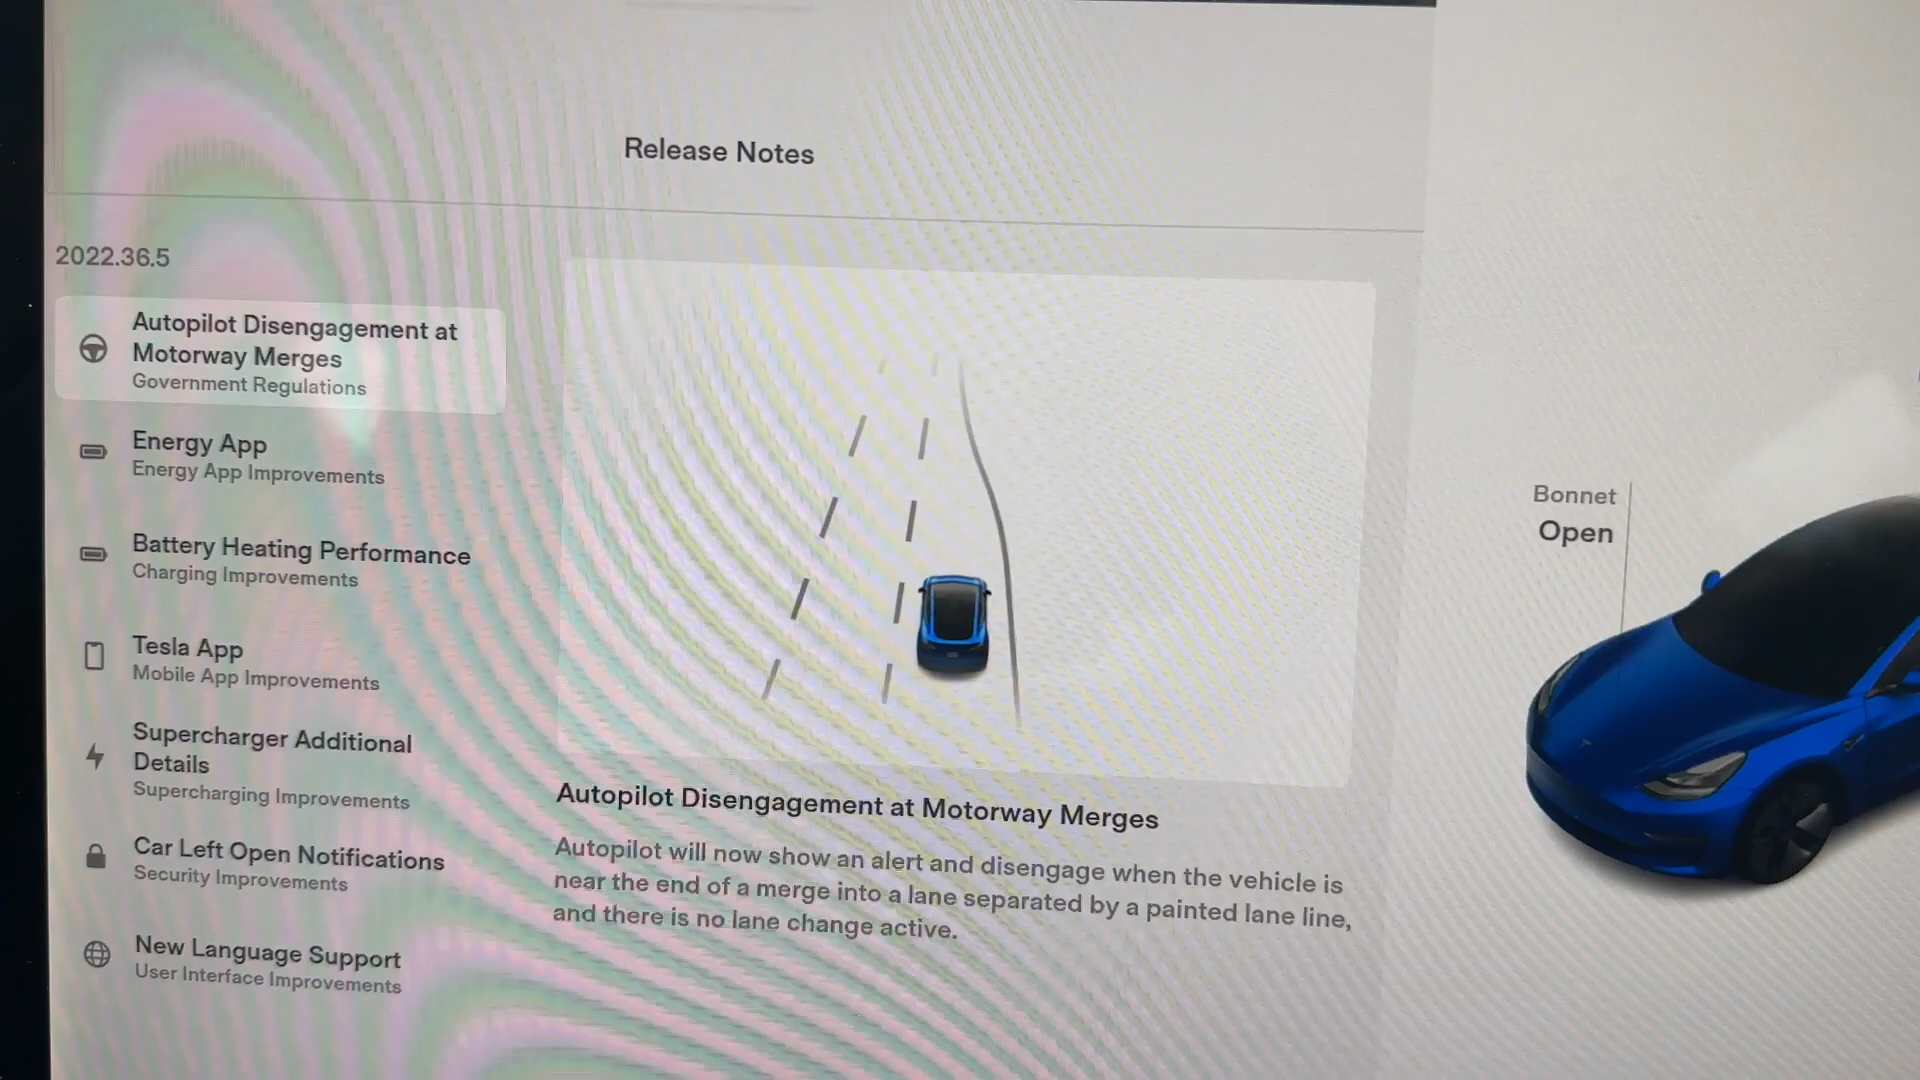 Release Notes
2022.36.5
Autopilot Disengagement at
Motorway Merges
Government Regulations
Energy App
Energy App Improvements
Battery Heating Performance
Charging Improvements
Tesla App
Mobile App Improvements
Supercharger Additional
Details
Supercharging Improvements
Car Left Open Notifications
Security Improvements
New Language Support
User Interface Improvements
Autopilot Disengagement at Motorway Merges
Autopilot will now show an alert and disengage when the vehicle is
near the end of a merge into a lane separated by a painted lane line,
and there is no lane change active.
Bonnet
Open